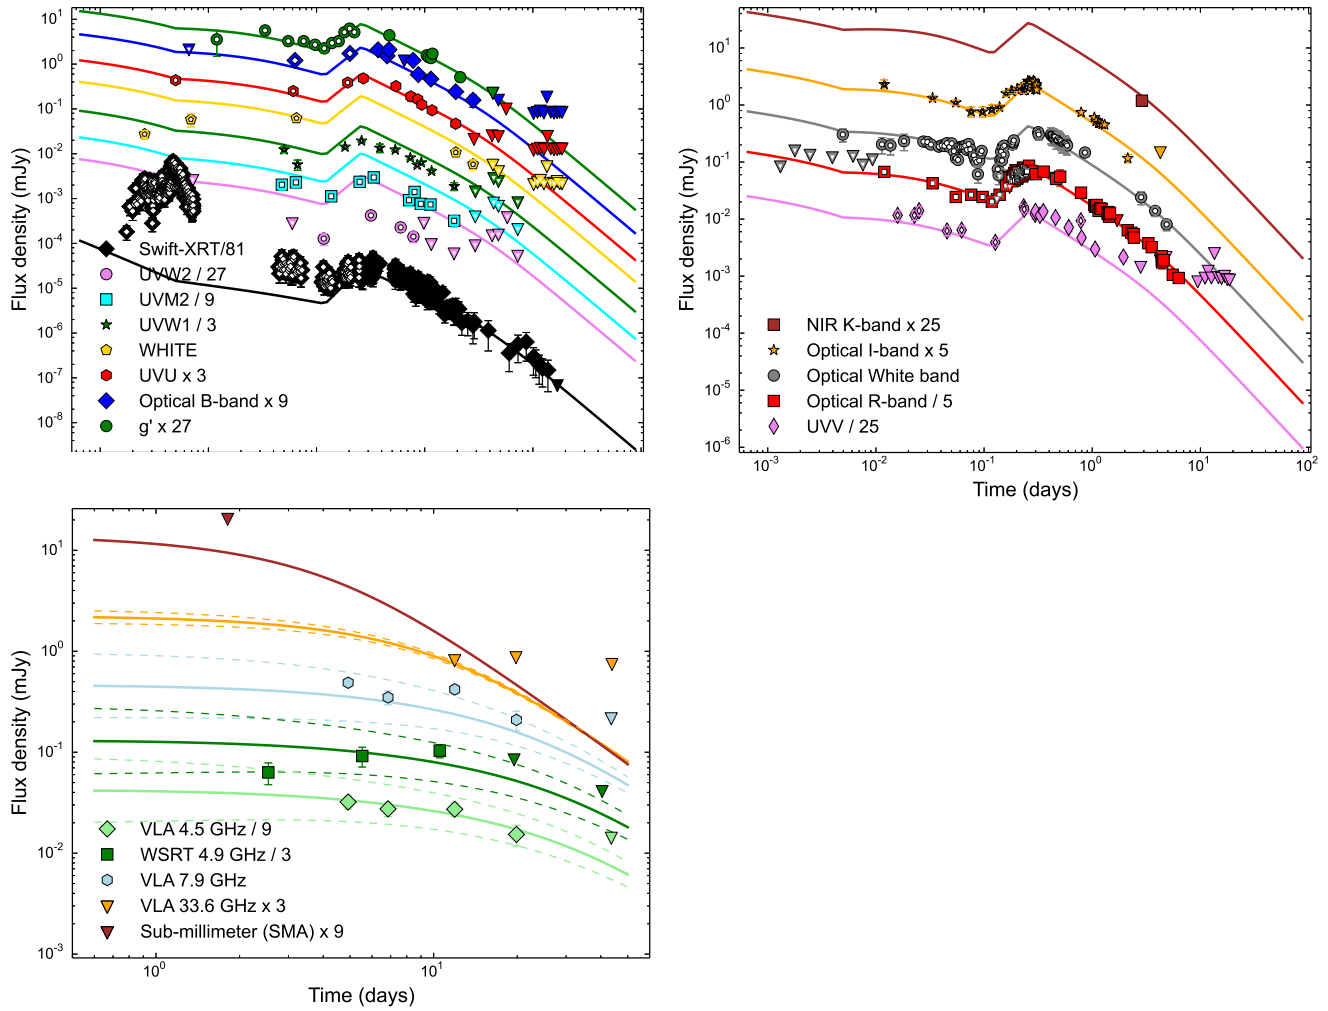 Flux density (mJy)
10¹
10⁰
10⁻¹
10⁻²
10⁻³
10⁻⁴
10⁻⁵
10⁻⁶
10⁻⁷
10⁻⁸
Swift-XRT/81
UVW2 / 27
UVM2 / 9
UVW1 / 3
WHITE
UVU x 3
Optical B-band x 9
g' x 27
Flux density (mJy)
10¹
10⁰
10⁻¹
10⁻²
10⁻³
10⁻⁴
10⁻⁵
10⁻⁶
NIR K-band x 25
Optical I-band x 5
Optical White band
Optical R-band / 5
UVV / 25
10⁻³ 10⁻² 10⁻¹ 10⁰ 10¹ 10²
Time (days)
Flux density (mJy)
10¹
10⁰
10⁻¹
10⁻²
10⁻³
VLA 4.5 GHz / 9
WSRT 4.9 GHz / 3
VLA 7.9 GHz
VLA 33.6 GHz x 3
Sub-millimeter (SMA) x 9
10⁰ 10¹
Time (days)